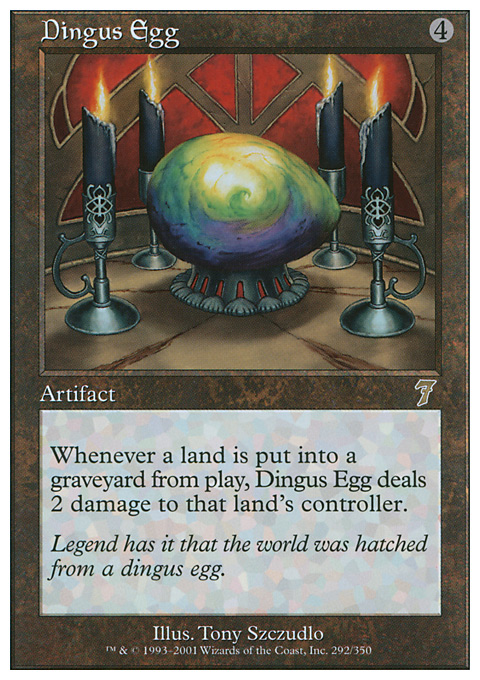 Dingus Egg 4
Artifact 7
Whenever a land is put into a
graveyard from play, Dingus Egg deals
2 damage to that land's controller.
Legend has it that the world was hatched
from a dingus egg.
Illus. Tony Szczudlo
™ & © 1993-2001 Wizards of the Coast, Inc. 292/350